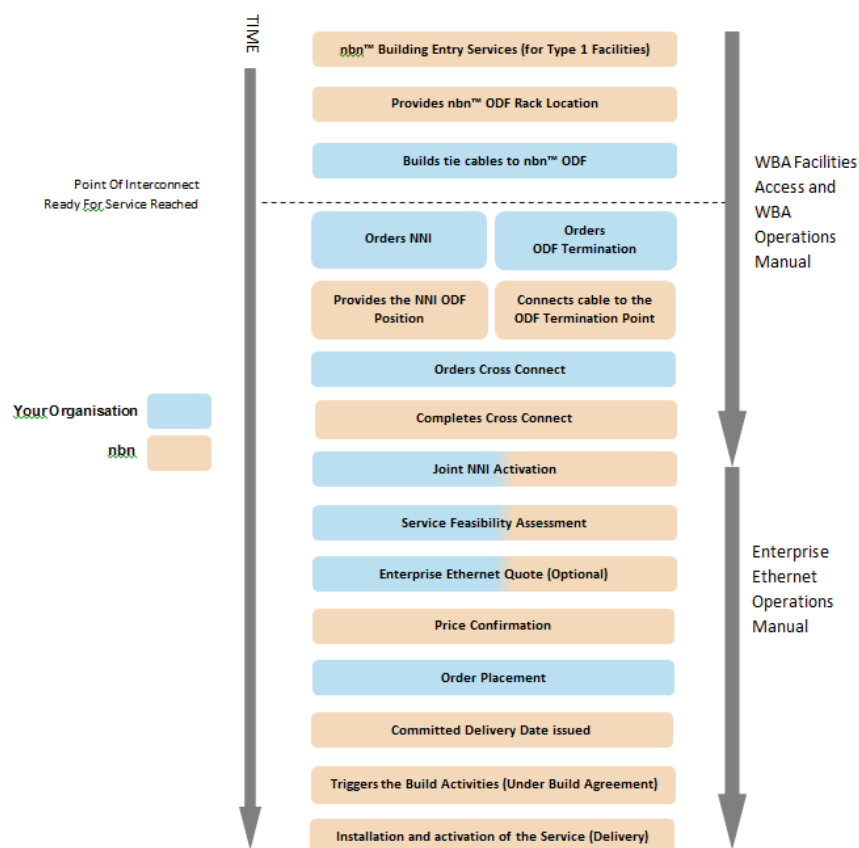 TIME
nbn™ Building Entry Services (for Type 1 Facilities)
Provides nbn™ ODF Rack Location
Builds tie cables to nbn™ ODF
Point Of Interconnect
Ready For Service Reached
WBA Facilities
Access and
WBA
Operations
Manual
Orders NNI
Orders
ODF Termination
Provides the NNI ODF
Position
Connects cable to the
ODF Termination Point
Orders Cross Connect
Your Organisation
nbn
Completes Cross Connect
Joint NNI Activation
Service Feasibility Assessment
Enterprise Ethernet Quote (Optional)
Enterprise
Ethernet
Operations
Manual
Price Confirmation
Order Placement
Committed Delivery Date issued
Triggers the Build Activities (Under Build Agreement)
Installation and activation of the Service (Delivery)